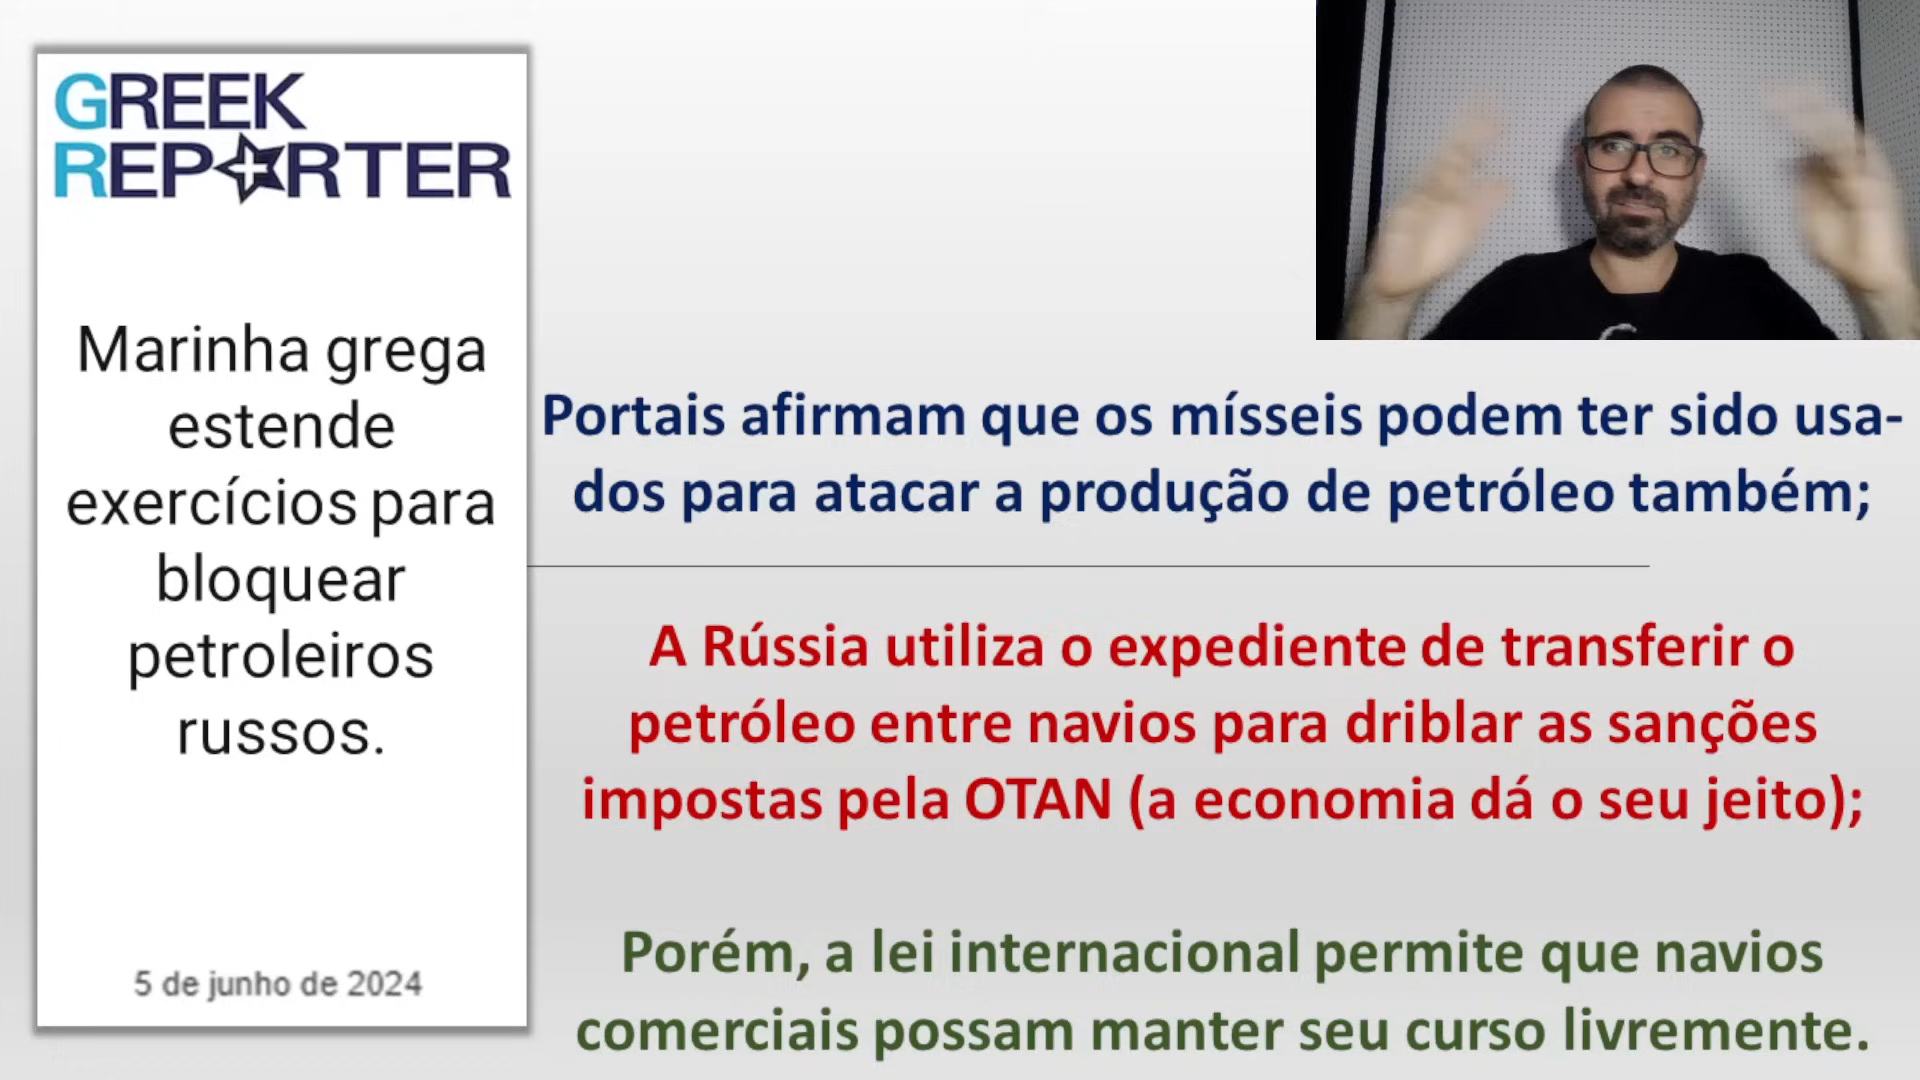 GREEK
REPORTER
Marinha grega
estende
exercícios para
bloquear
petroleiros
russos.
5 de junho de 2024
Portais afirmam que os mísseis podem ter sido usa-
dos para atacar a produção de petróleo também;
A Rússia utiliza o expediente de transferir o
petróleo entre navios para driblar as sanções
impostas pela OTAN (a economia dá o seu jeito);
Porém, a lei internacional permite que navios
comerciais possam manter seu curso livremente.